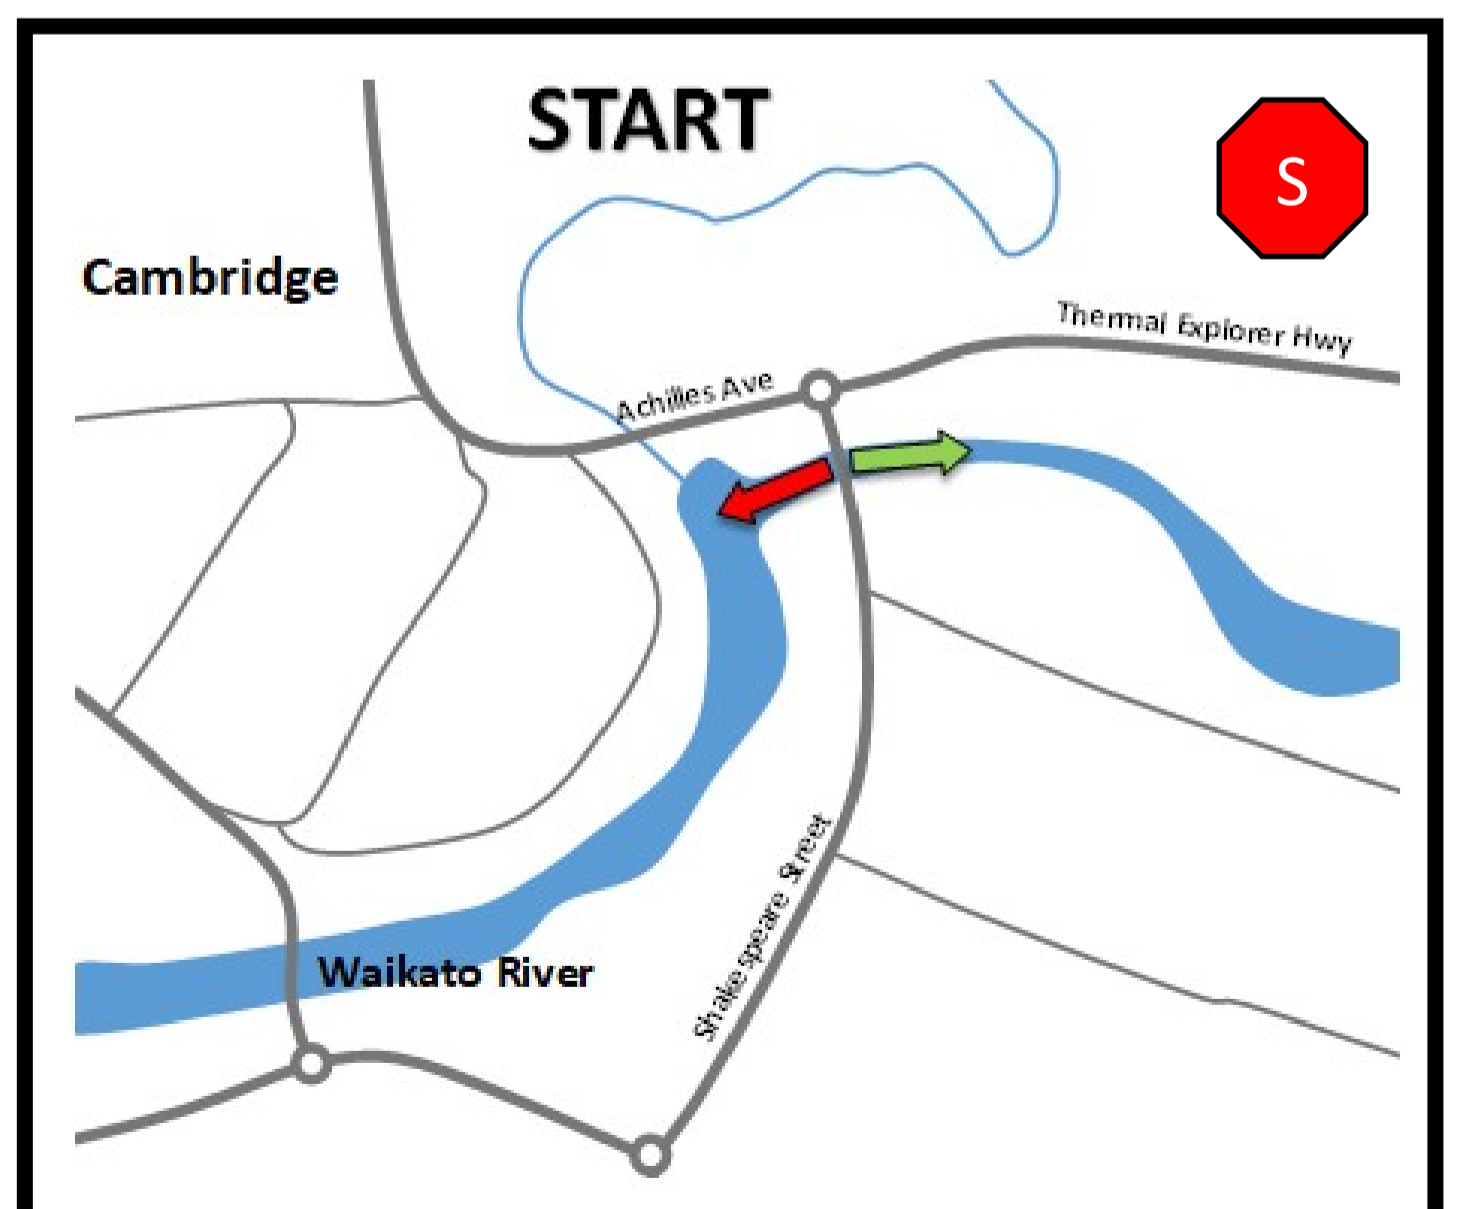 START
S
Cambridge
Thermal Explorer Hwy
Achilles Ave
Shakespeare Street
Waikato River